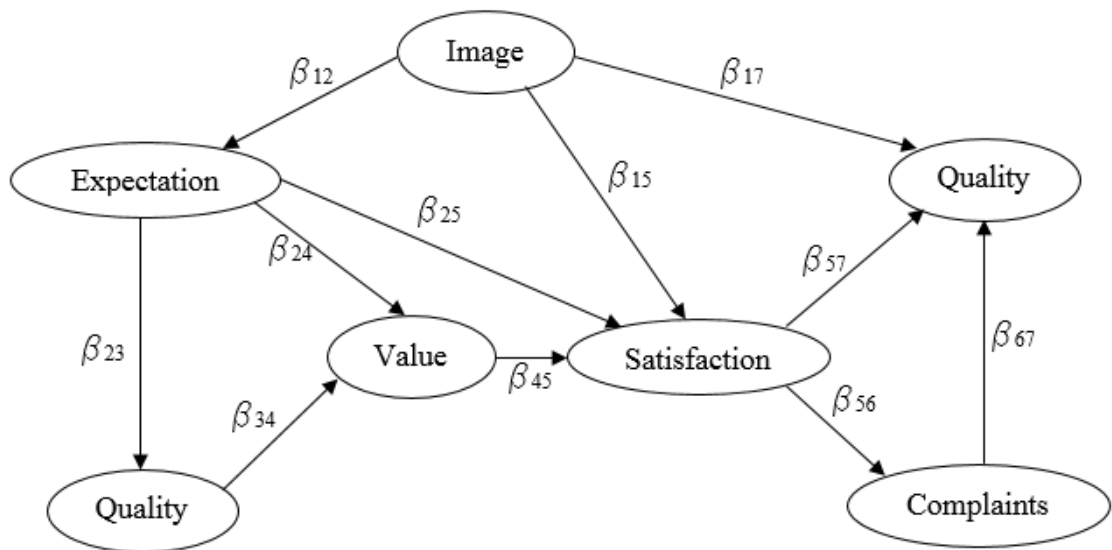 Image
β12
β17
Expectation
β15
Quality
β25
β24
β57
β23
Value
Satisfaction
β67
β45
β34
β56
Quality
Complaints